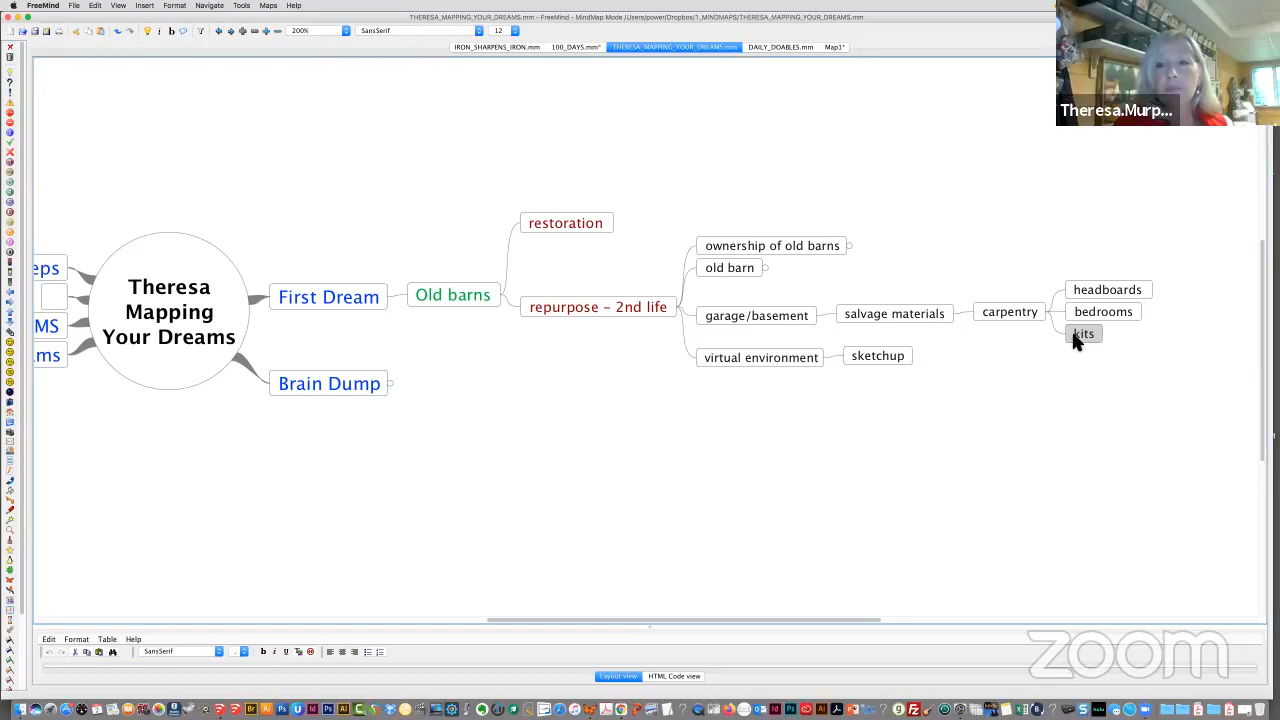 FreeMind File Edit View Insert Format Navigate Tools Maps Help
THERESA_MAPPING_YOUR_DREAMS.mm - FreeMind - MindMap Mode /Users/power/Dropbox/1_MINDMAPS/THERESA_MAPPING_YOUR_DREAMS.mm
200% SansSerif 12
IRON_SHARPENS_IRON.mm 100_DAYS.mm* THERESA_MAPPING_YOUR_DREAMS.mm DAILY_DOABLES.mm Map1*
Theresa.Murp...
restoration
ownership of old barns
old barn
eps
MS
ms
Theresa
Mapping
Your Dreams
First Dream
Old barns
repurpose - 2nd life
garage/basement
salvage materials
carpentry
headboards
bedrooms
kits
virtual environment
sketchup
Brain Dump
Edit Format Table Help
SansSerif
b i u
Layout view HTML Code view
zoom